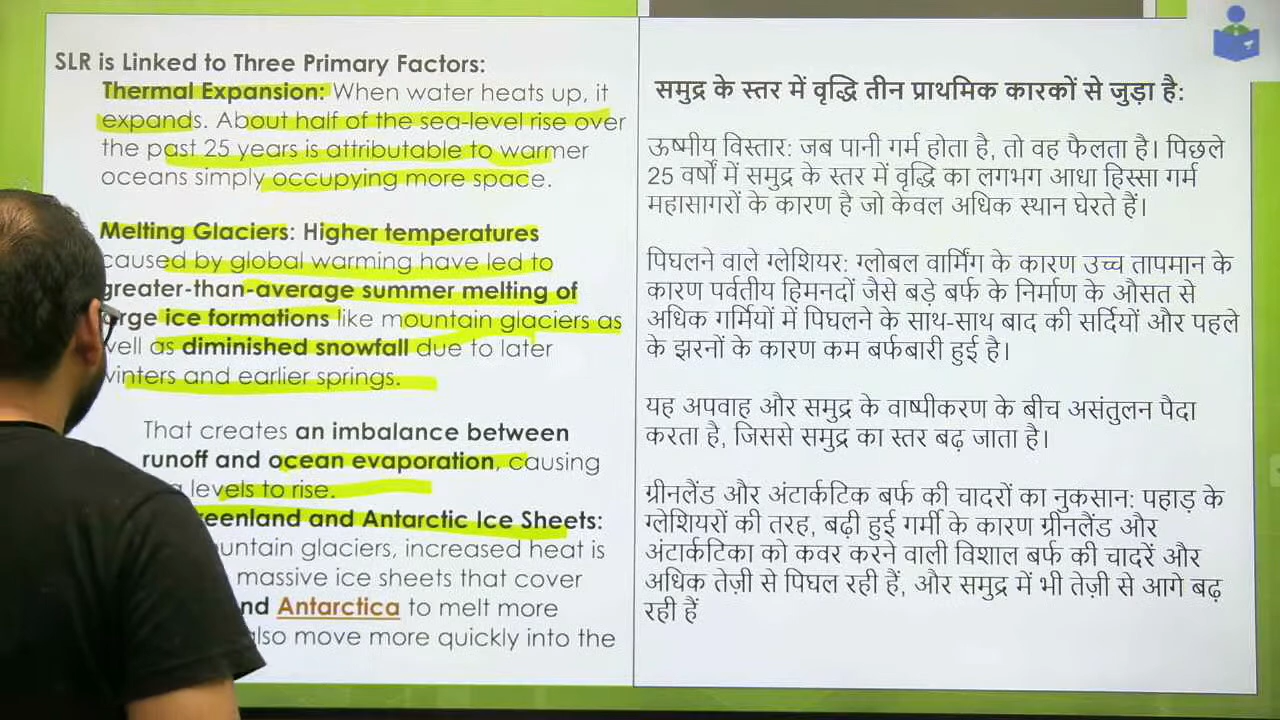 SLR is Linked to Three Primary Factors:
Thermal Expansion: When water heats up, it
expands. About half of the sea-level rise over
the past 25 years is attributable to warmer
oceans simply occupying more space.
Melting Glaciers: Higher temperatures
caused by global warming have led to
greater-than-average summer melting of
large ice formations like mountain glaciers as
well as diminished snowfall due to later
winters and earlier springs.
That creates an imbalance between
runoff and ocean evaporation, causing
levels to rise.
Greenland and Antarctic Ice Sheets:
mountain glaciers, increased heat is
massive ice sheets that cover
and Antarctica to melt more
also move more quickly into the
समुद्र के स्तर में वृद्धि तीन प्राथमिक कारकों से जुड़ा है:
ऊष्मीय विस्तार: जब पानी गर्म होता है, तो वह फैलता है। पिछले
25 वर्षों में समुद्र के स्तर में वृद्धि का लगभग आधा हिस्सा गर्म
महासागरों के कारण है जो केवल अधिक स्थान घेरते हैं।
पिघलने वाले ग्लेशियर: ग्लोबल वार्मिंग के कारण उच्च तापमान के
कारण पर्वतीय हिमनदों जैसे बड़े बर्फ के निर्माण के औसत से
अधिक गर्मियों में पिघलने के साथ-साथ बाद की सर्दियों और पहले
के झरनों के कारण कम बर्फबारी हुई है।
यह अपवाह और समुद्र के वाष्पीकरण के बीच असंतुलन पैदा
करता है, जिससे समुद्र का स्तर बढ़ जाता है।
ग्रीनलैंड और अंटार्कटिक बर्फ की चादरों का नुकसान: पहाड़ के
ग्लेशियरों की तरह, बढ़ी हुई गर्मी के कारण ग्रीनलैंड और
अंटार्कटिका को कवर करने वाली विशाल बर्फ की चादरें और
अधिक तेज़ी से पिघल रही हैं, और समुद्र में भी तेज़ी से आगे बढ़
रही हैं